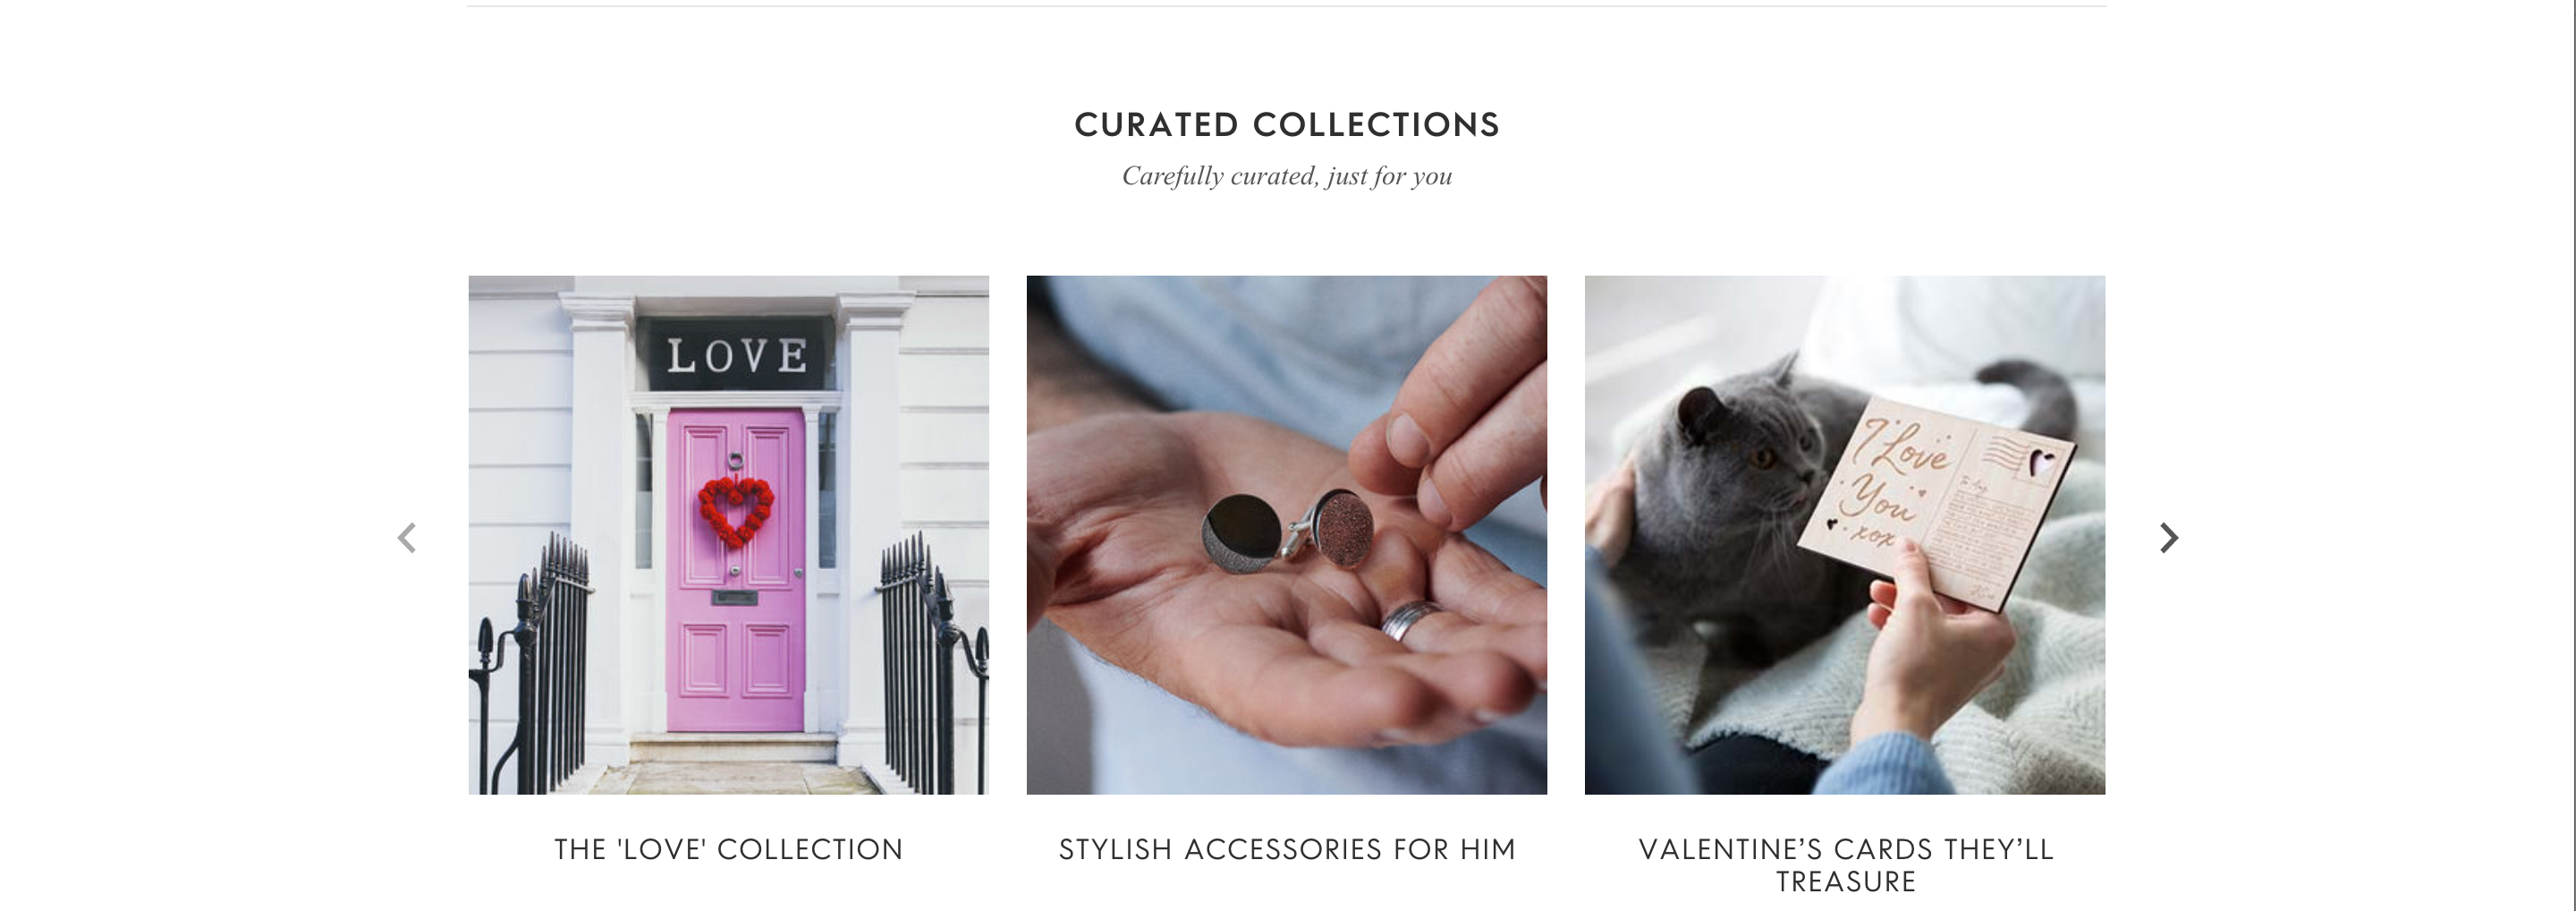 CURATED COLLECTIONS
Carefully curated, just for you
LOVE
I Love
You
xox
THE 'LOVE' COLLECTION
STYLISH ACCESSORIES FOR HIM
VALENTINE’S CARDS THEY’LL
TREASURE